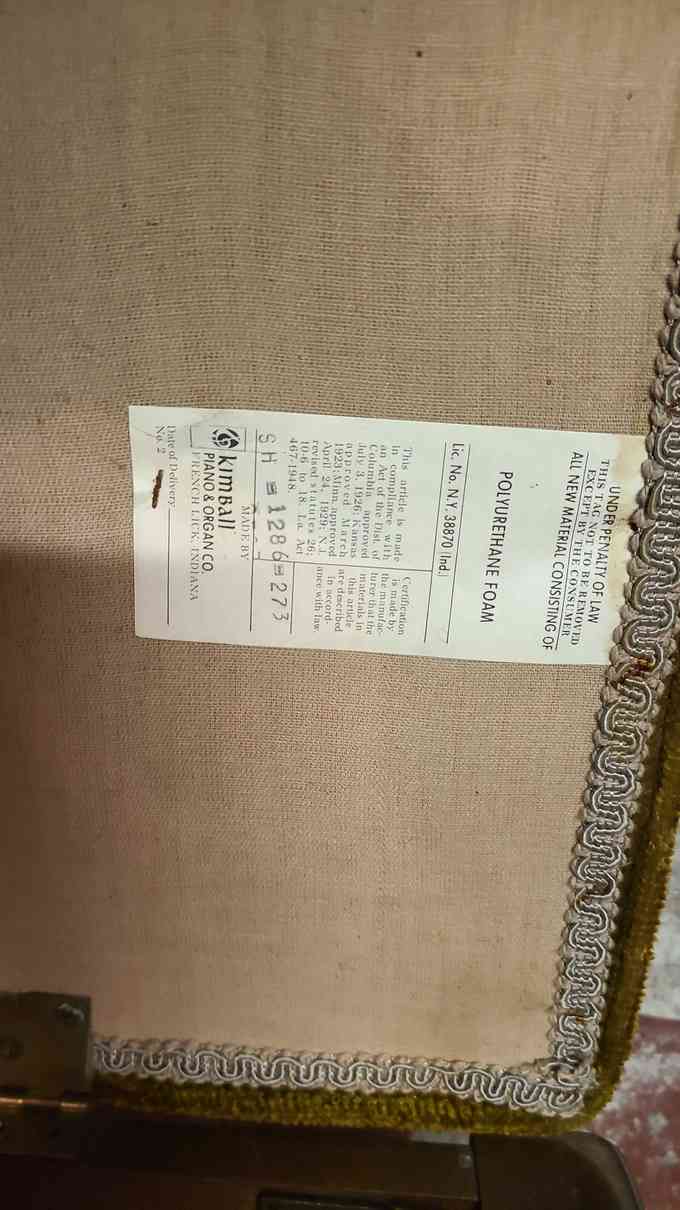 UNDER PENALTY OF LAW
THIS TAG NOT TO BE REMOVED
EXCEPT BY THE CONSUMER
ALL NEW MATERIAL CONSISTING OF
POLYURETHANE FOAM
Lic. No. N.Y. 38870 (Ind.)
This article is made
in compliance with
an Act of the Dist. of
Columbia approved
July 3, 1926; Kansas
approved March
1923; Minn. approved
April 24, 1929; N.J.
revised statutes 26;
10-6 to 18. La. Act
467-1948.
Certification
is made by
the manufac-
turer that the
materials in
this article
are described
in accord-
ance with law.
SH 1286 273
MADE BY
kimball
PIANO & ORGAN CO.
FRENCH LICK, INDIANA
Date of Delivery
No. 2